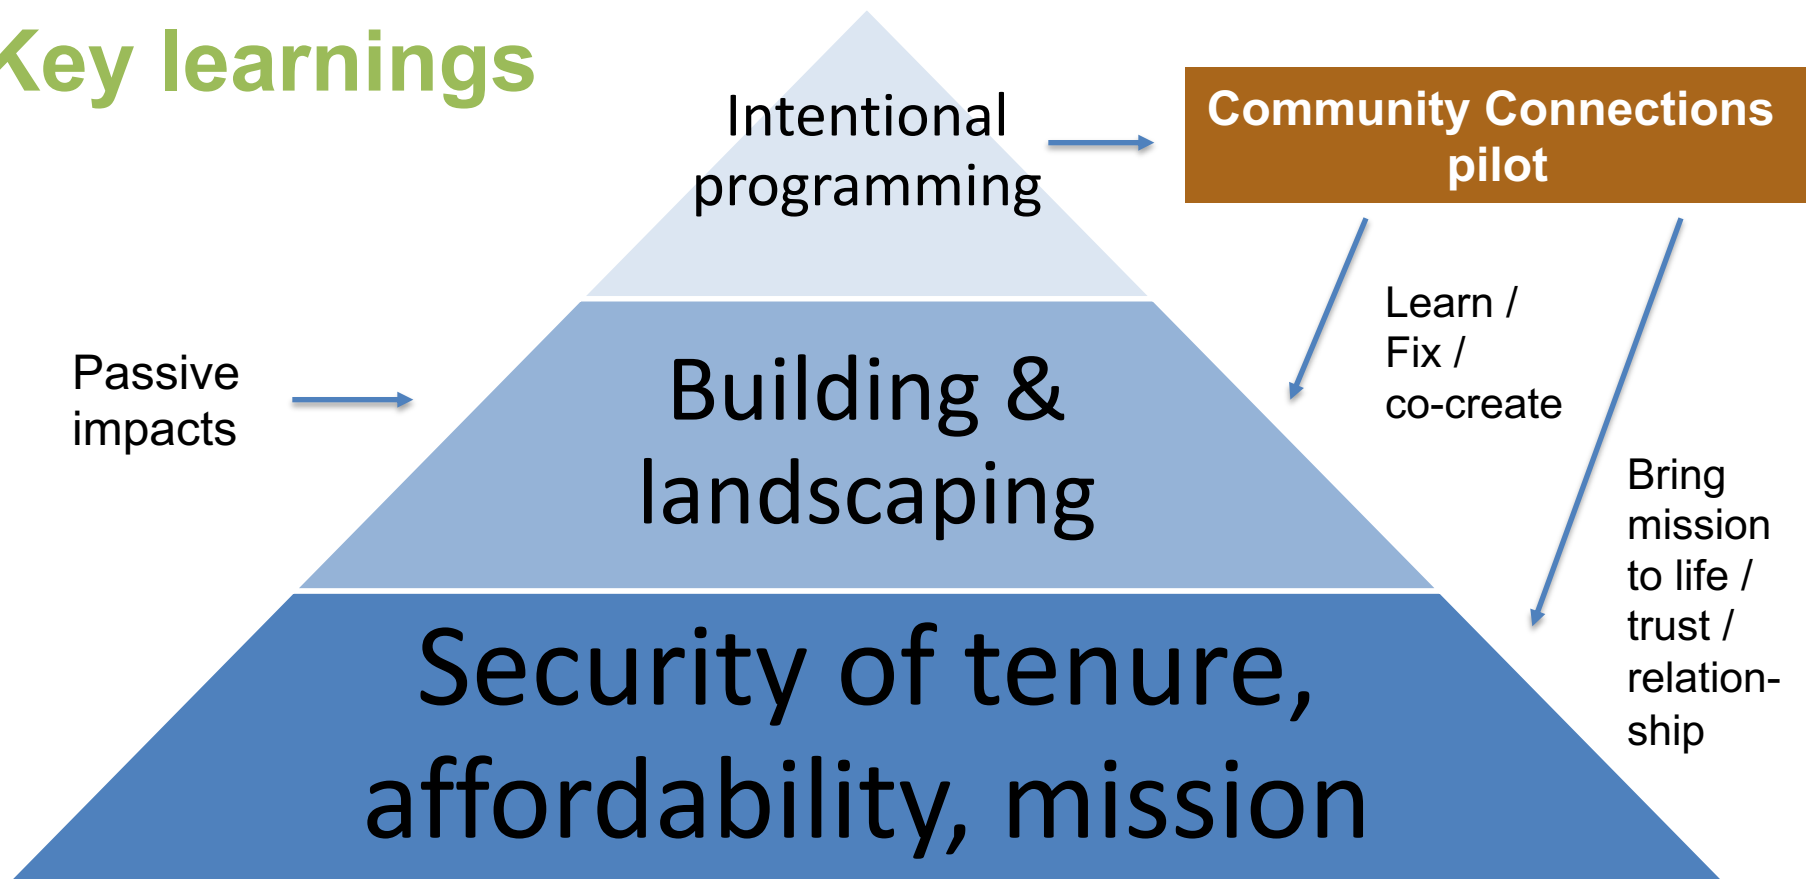 Key learnings
Intentional
programming
Community Connections
pilot
Learn /
Fix /
co-create
Passive
impacts
Building &
landscaping
Bring
mission
to life /
trust /
relation-
ship
Security of tenure,
affordability, mission